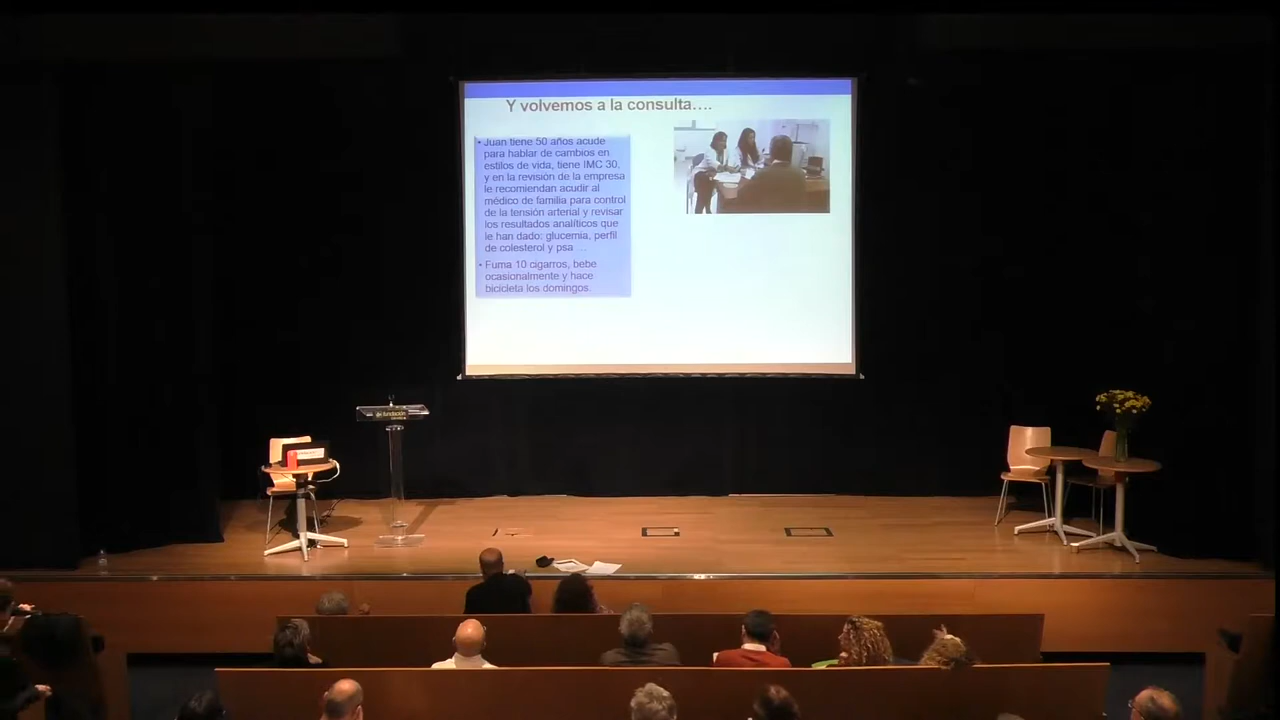 Y volvemos a la consulta....
• Juan tiene 50 años acude
para hablar de cambios en
estilos de vida, tiene IMC 30,
y en la revisión de la empresa
le recomiendan acudir al
médico de familia para control
de la tensión arterial y revisar
los resultados analíticos que
le han dado: glucemia, perfil
de colesterol y psa ...
• Fuma 10 cigarros, bebe
ocasionalmente y hace
bicicleta los domingos.
fundación